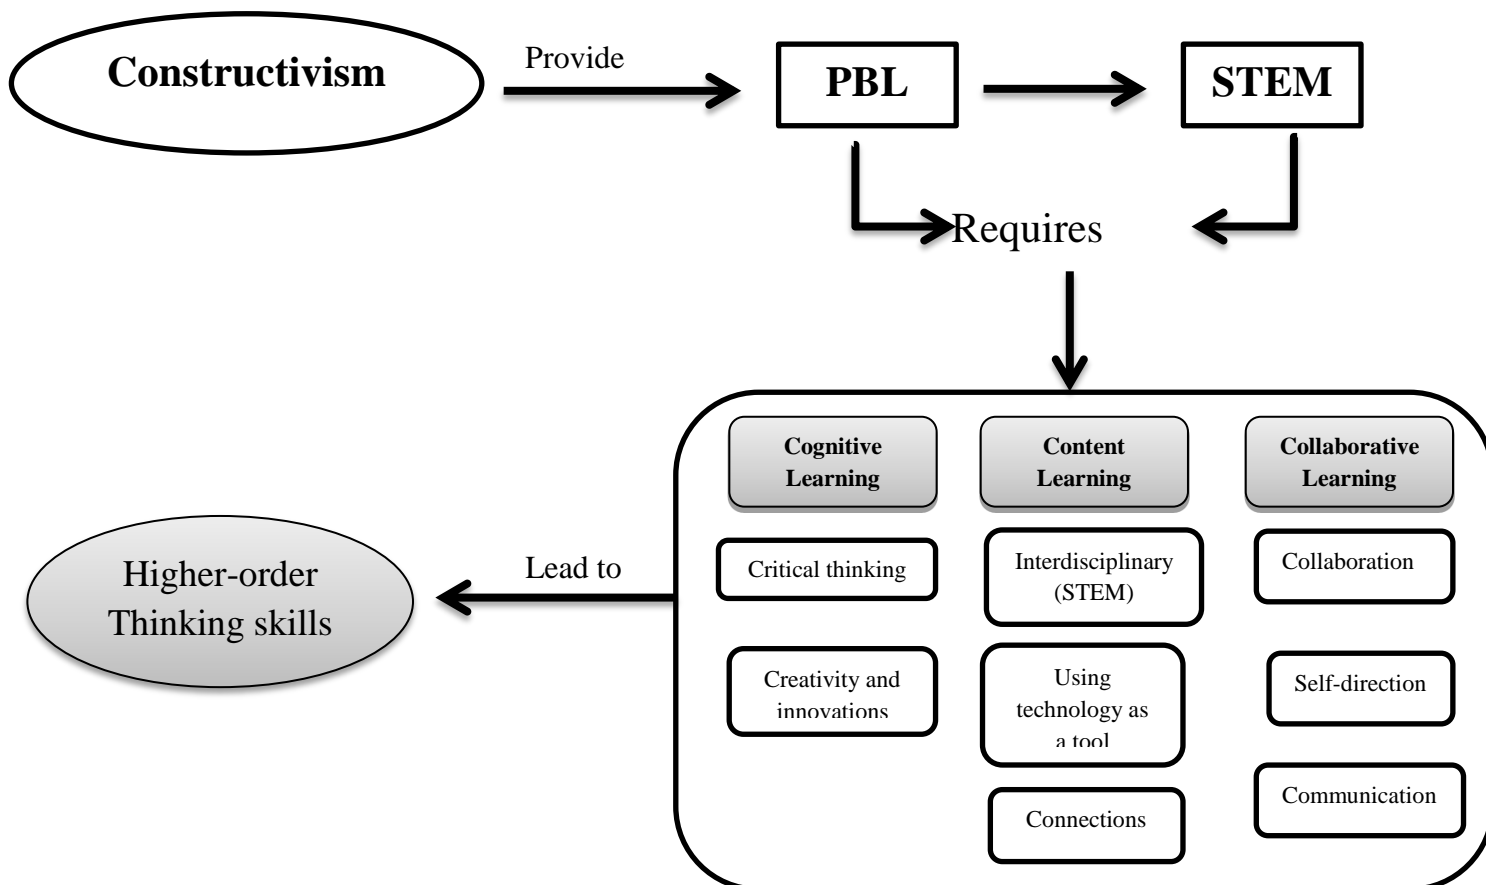 Constructivism
Provide
PBL
STEM
Requires
Cognitive
Learning
Content
Learning
Collaborative
Learning
Critical thinking
Interdisciplinary
(STEM)
Collaboration
Creativity and
innovations
Using
technology as
a tool
Self-direction
Connections
Communication
Lead to
Higher-order
Thinking skills